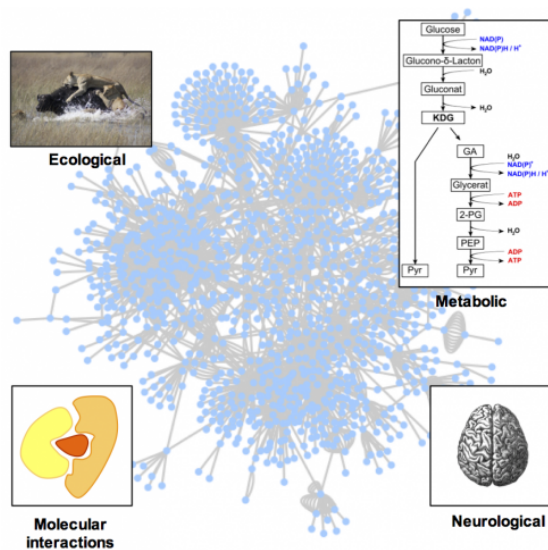 Ecological
Glucose
NAD(P)
NAD(P)H / H⁺
Glucono-δ-Lacton
H₂O
Gluconat
H₂O
KDG
GA
H₂O
NAD(P)⁺
NAD(P)H / H⁺
Glycerat
ATP
ADP
2-PG
H₂O
PEP
ADP
ATP
Pyr
Pyr
Metabolic
Molecular
interactions
Neurological